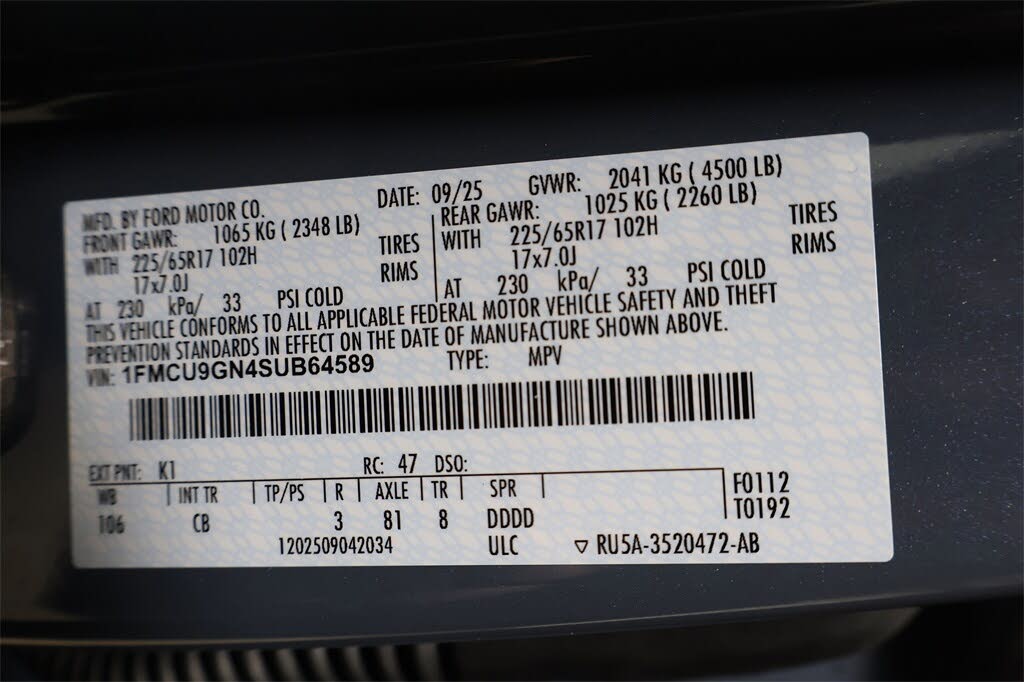 MFD. BY FORD MOTOR CO. DATE: 09/25 GVWR: 2041 KG ( 4500 LB)
FRONT GAWR: 1065 KG ( 2348 LB) REAR GAWR: 1025 KG ( 2260 LB)
WITH 225/65R17 102H TIRES WITH 225/65R17 102H TIRES
17x7.0J RIMS 17x7.0J RIMS
AT 230 kPa/ 33 PSI COLD AT 230 kPa/ 33 PSI COLD
THIS VEHICLE CONFORMS TO ALL APPLICABLE FEDERAL MOTOR VEHICLE SAFETY AND THEFT
PREVENTION STANDARDS IN EFFECT ON THE DATE OF MANUFACTURE SHOWN ABOVE.
VIN: 1FMCU9GN4SUB64589 TYPE: MPV
EXT PNT: K1 RC: 47 DSO:
WB INT TR TP/PS R AXLE TR SPR F0112
106 CB 3 81 8 DDDD T0192
1202509042034 ULC ▽ RU5A-3520472-AB